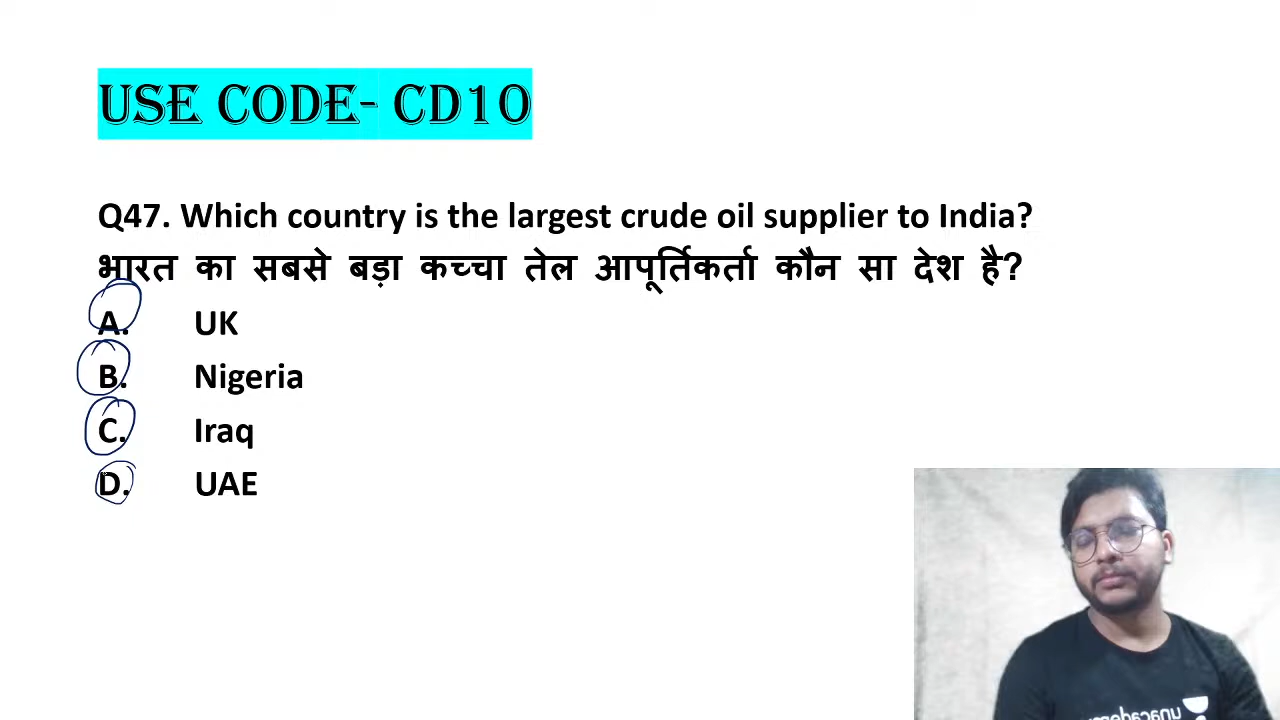 USE CODE- CD10
Q47. Which country is the largest crude oil supplier to India?
भारत का सबसे बड़ा कच्चा तेल आपूर्तिकर्ता कौन सा देश है?
A. UK
B. Nigeria
C. Iraq
D. UAE